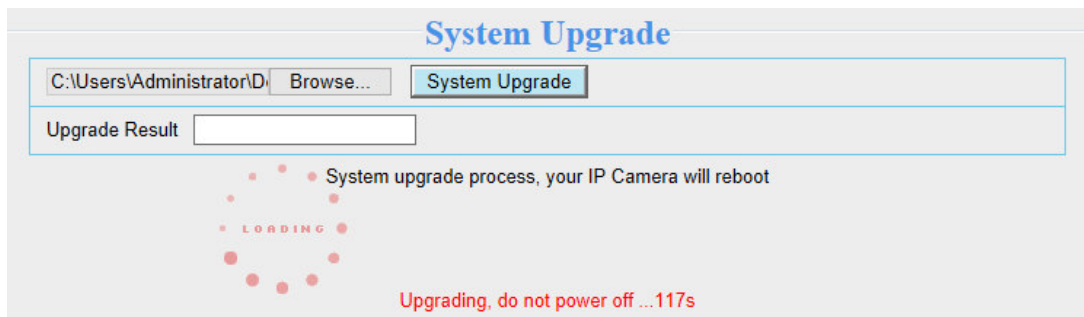 System Upgrade
C:\Users\Administrator\D Browse... System Upgrade
Upgrade Result
System upgrade process, your IP Camera will reboot
LOADING
Upgrading, do not power off ...117s